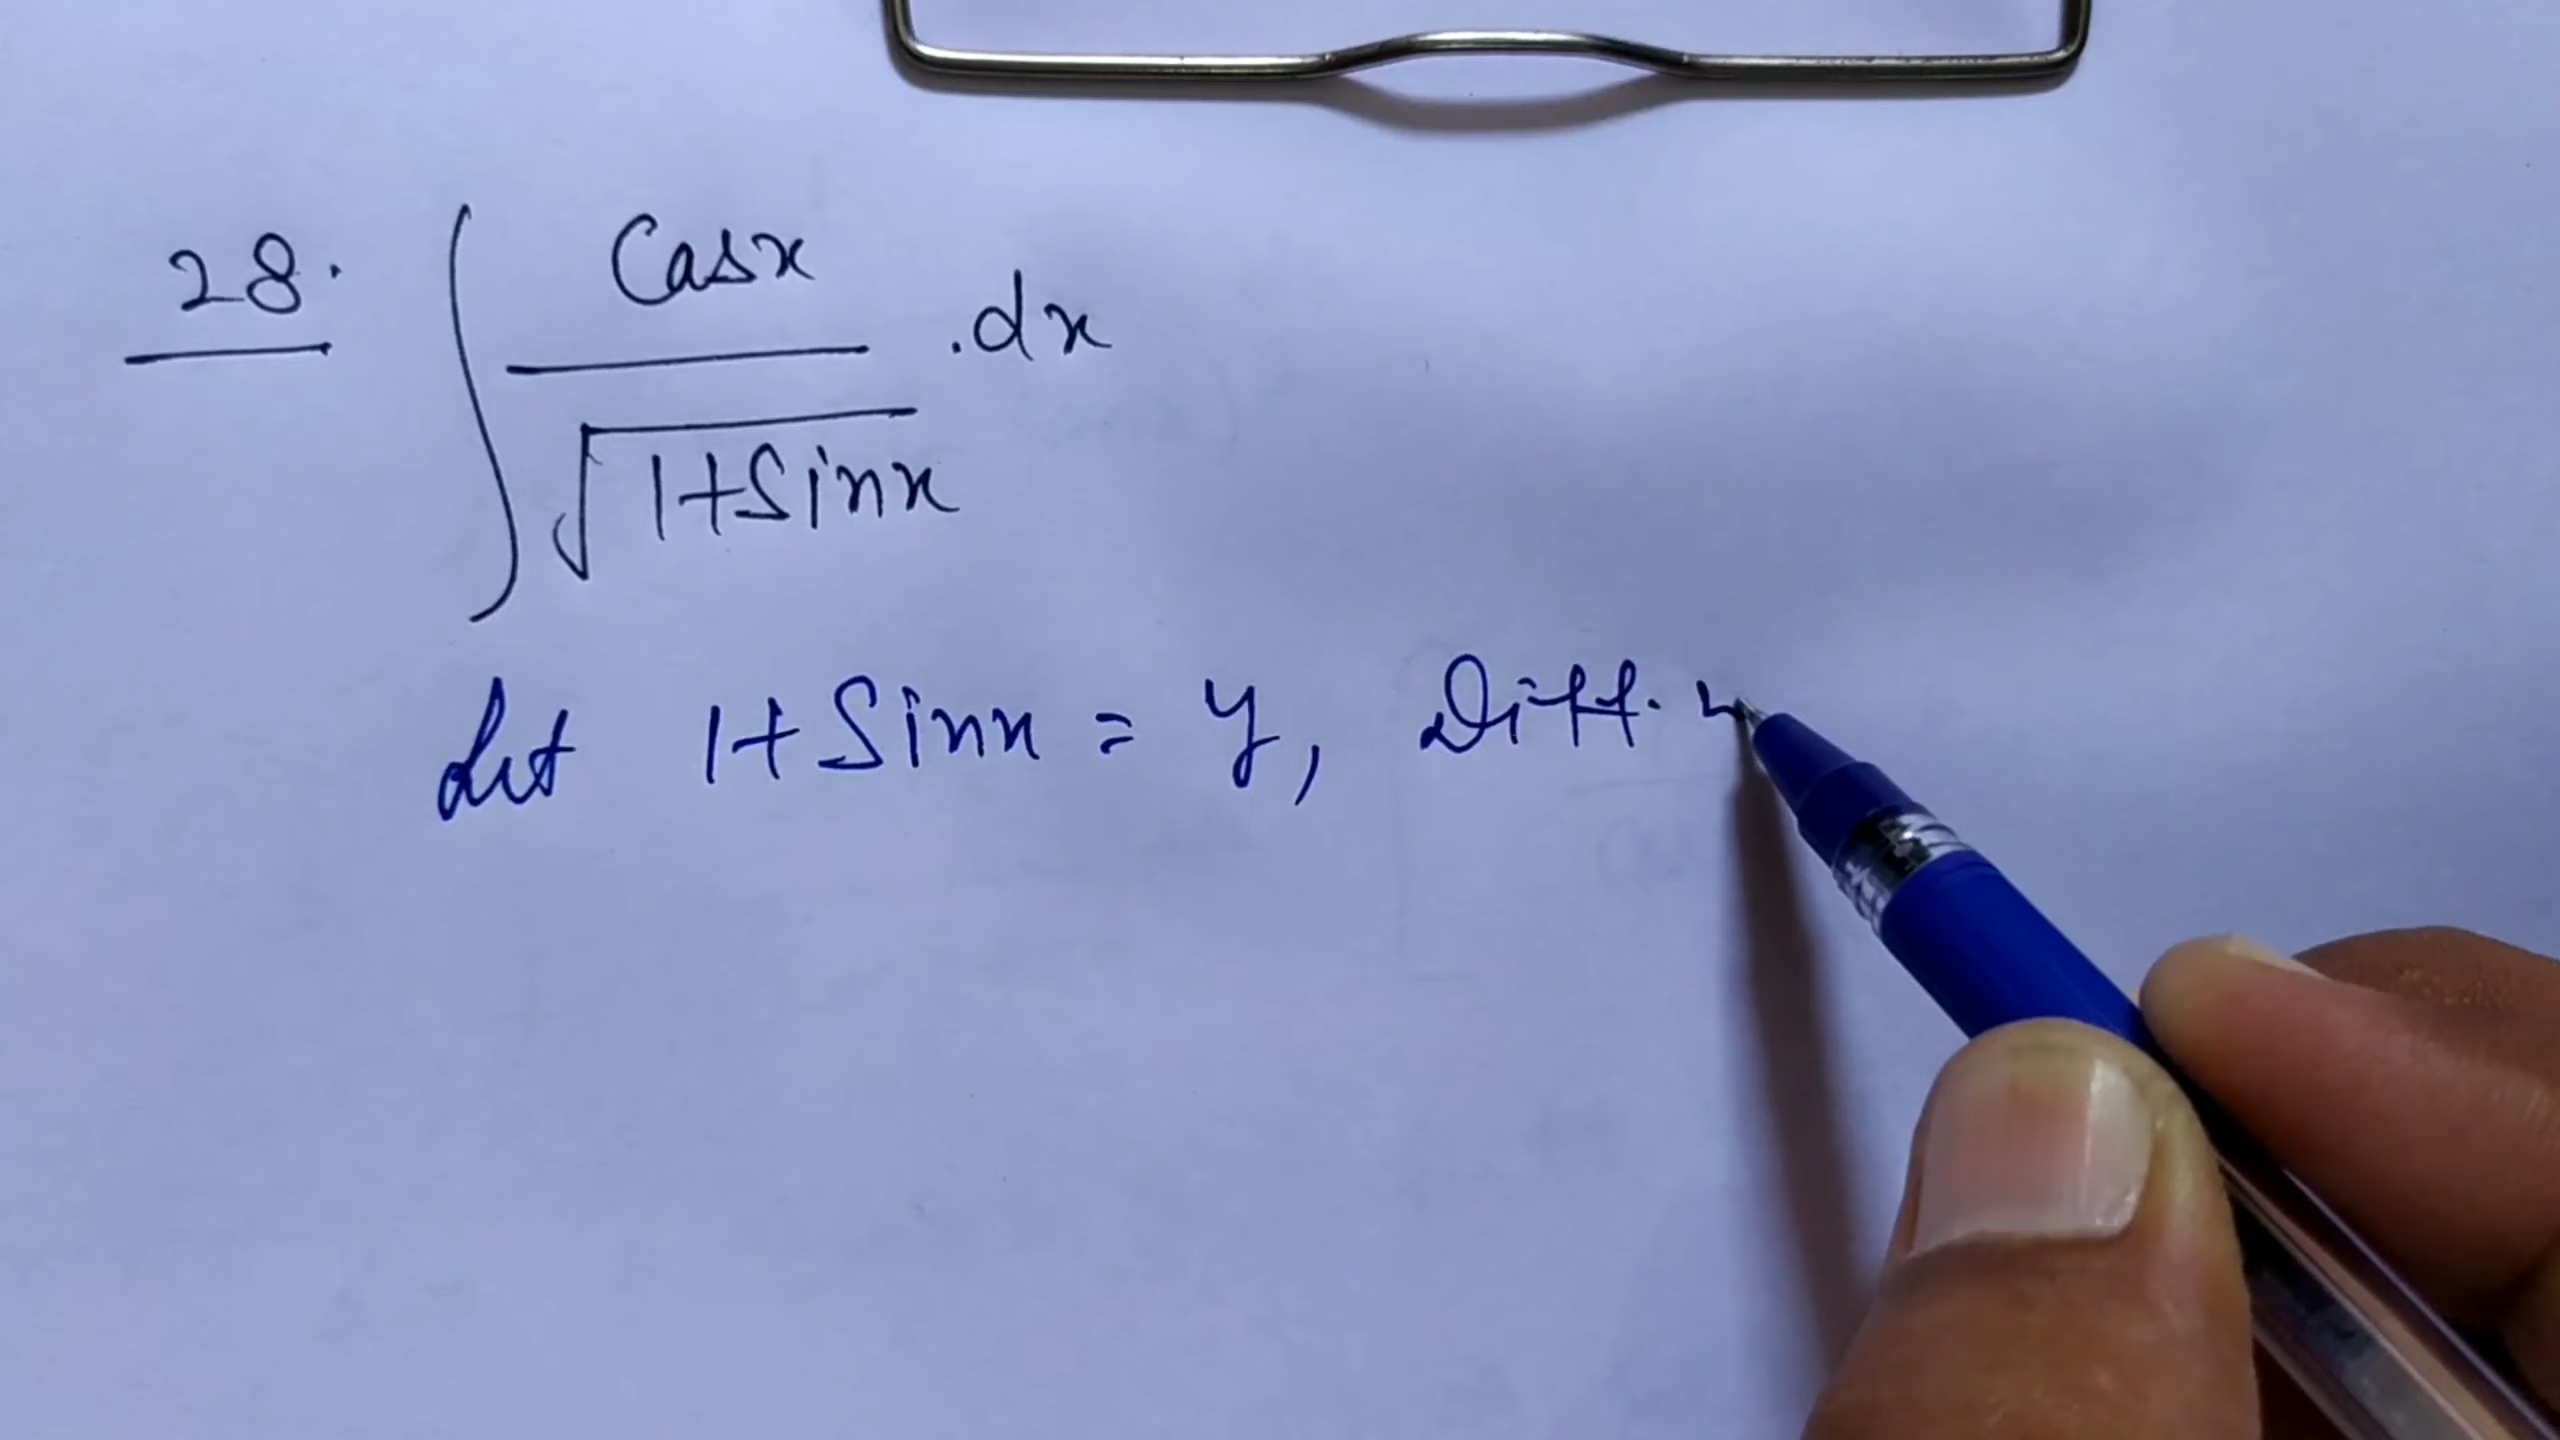 28. ∫ Cosx / √1+Sinx .dx
Let 1+Sinx = y, Diff. w